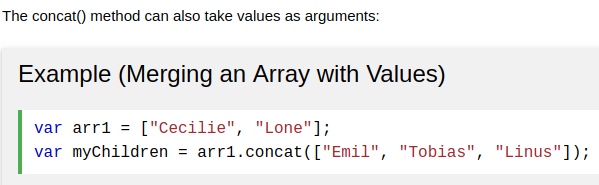 The concat() method can also take values as arguments:
Example (Merging an Array with Values)
var arr1 = ["Cecilie", "Lone"];
var myChildren = arr1.concat(["Emil", "Tobias", "Linus"]);